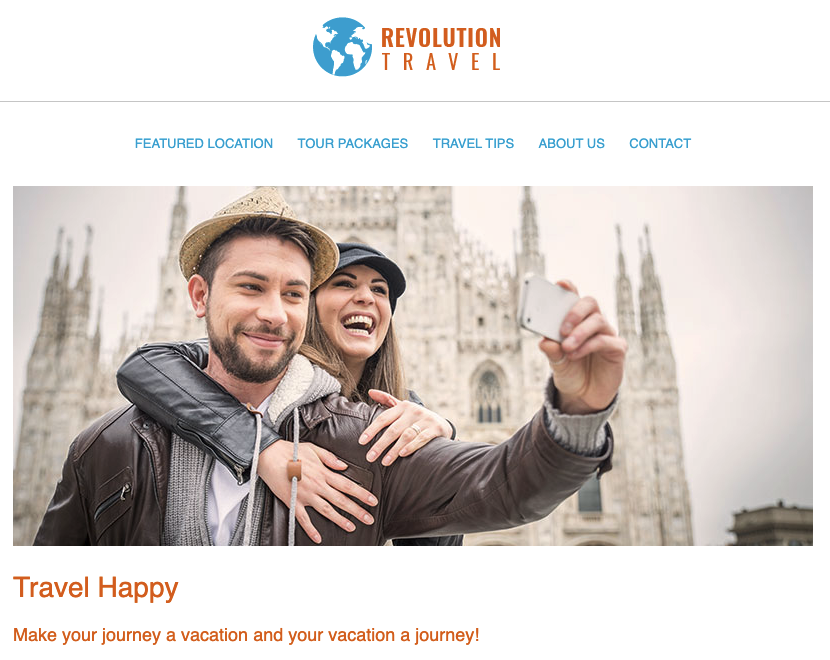 REVOLUTION
TRAVEL
FEATURED LOCATION TOUR PACKAGES TRAVEL TIPS ABOUT US CONTACT
Travel Happy
Make your journey a vacation and your vacation a journey!